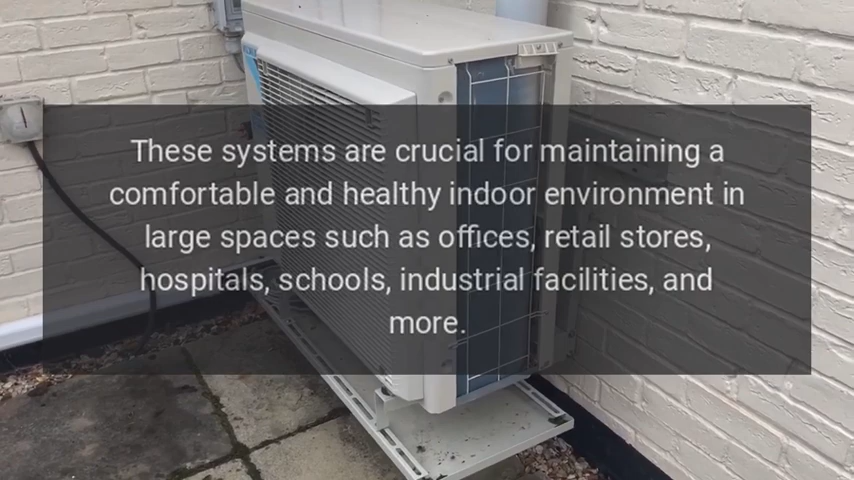 These systems are crucial for maintaining a
comfortable and healthy indoor environment in
large spaces such as offices, retail stores,
hospitals, schools, industrial facilities, and
more.